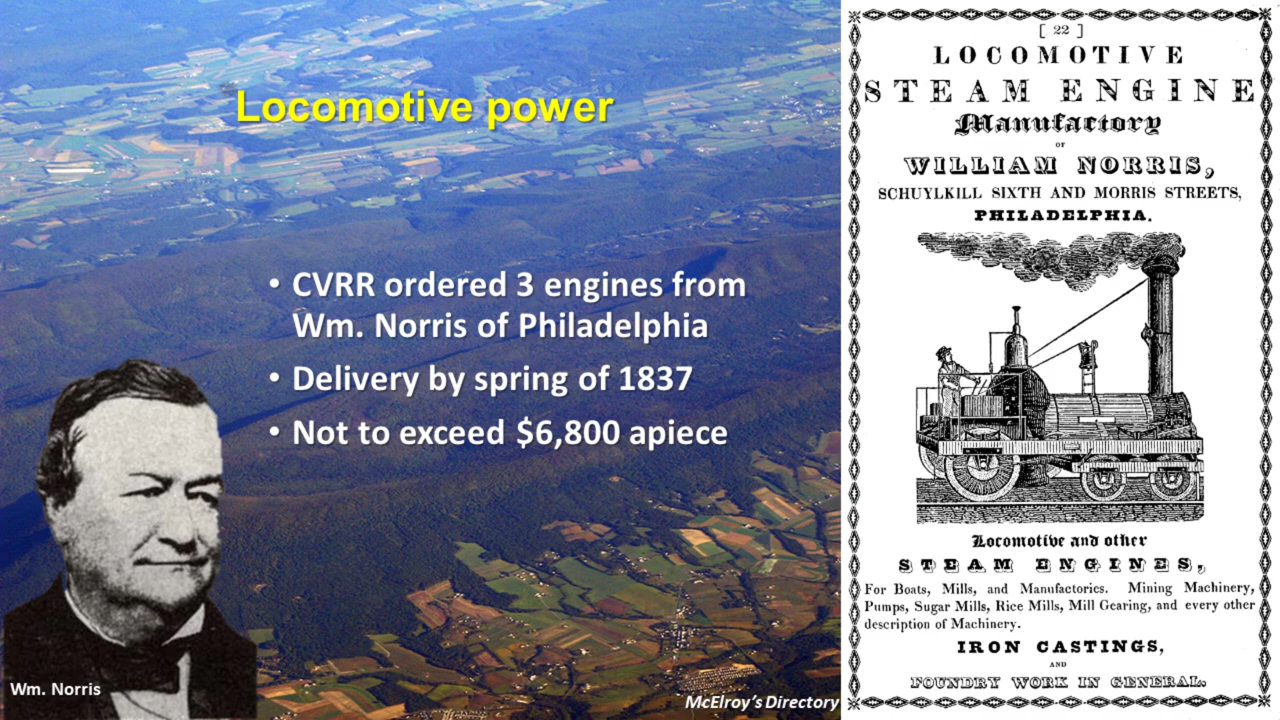 Locomotive power
• CVRR ordered 3 engines from
Wm. Norris of Philadelphia
• Delivery by spring of 1837
• Not to exceed $6,800 apiece
Wm. Norris
McElroy's Directory
[ 22 ]
LOCOMOTIVE
STEAM ENGINE
Manufactory
OF
WILLIAM NORRIS,
SCHUYLKILL SIXTH AND MORRIS STREETS,
PHILADELPHIA.
Locomotive and other
STEAM ENGINES,
For Boats, Mills, and Manufactories. Mining Machinery,
Pumps, Sugar Mills, Rice Mills, Mill Gearing, and every other
description of Machinery.
IRON CASTINGS,
AND
FOUNDRY WORK IN GENERAL.